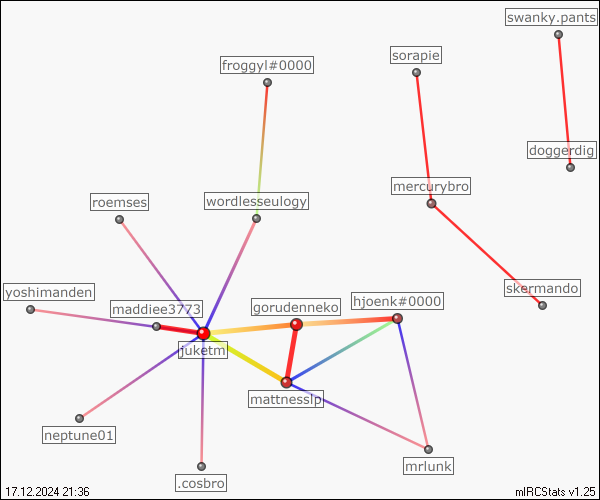 swanky.pants
sorapie
froggyl#0000
doggerdig
mercurybro
roemses
wordlesseulogy
skermando
yoshimanden
hjoenk#0000
maddiee3773
gorudenneko
juketm
mattnesslp
neptune01
mrlunk
.cosbro
17.12.2024 21:36
mIRCStats v1.25